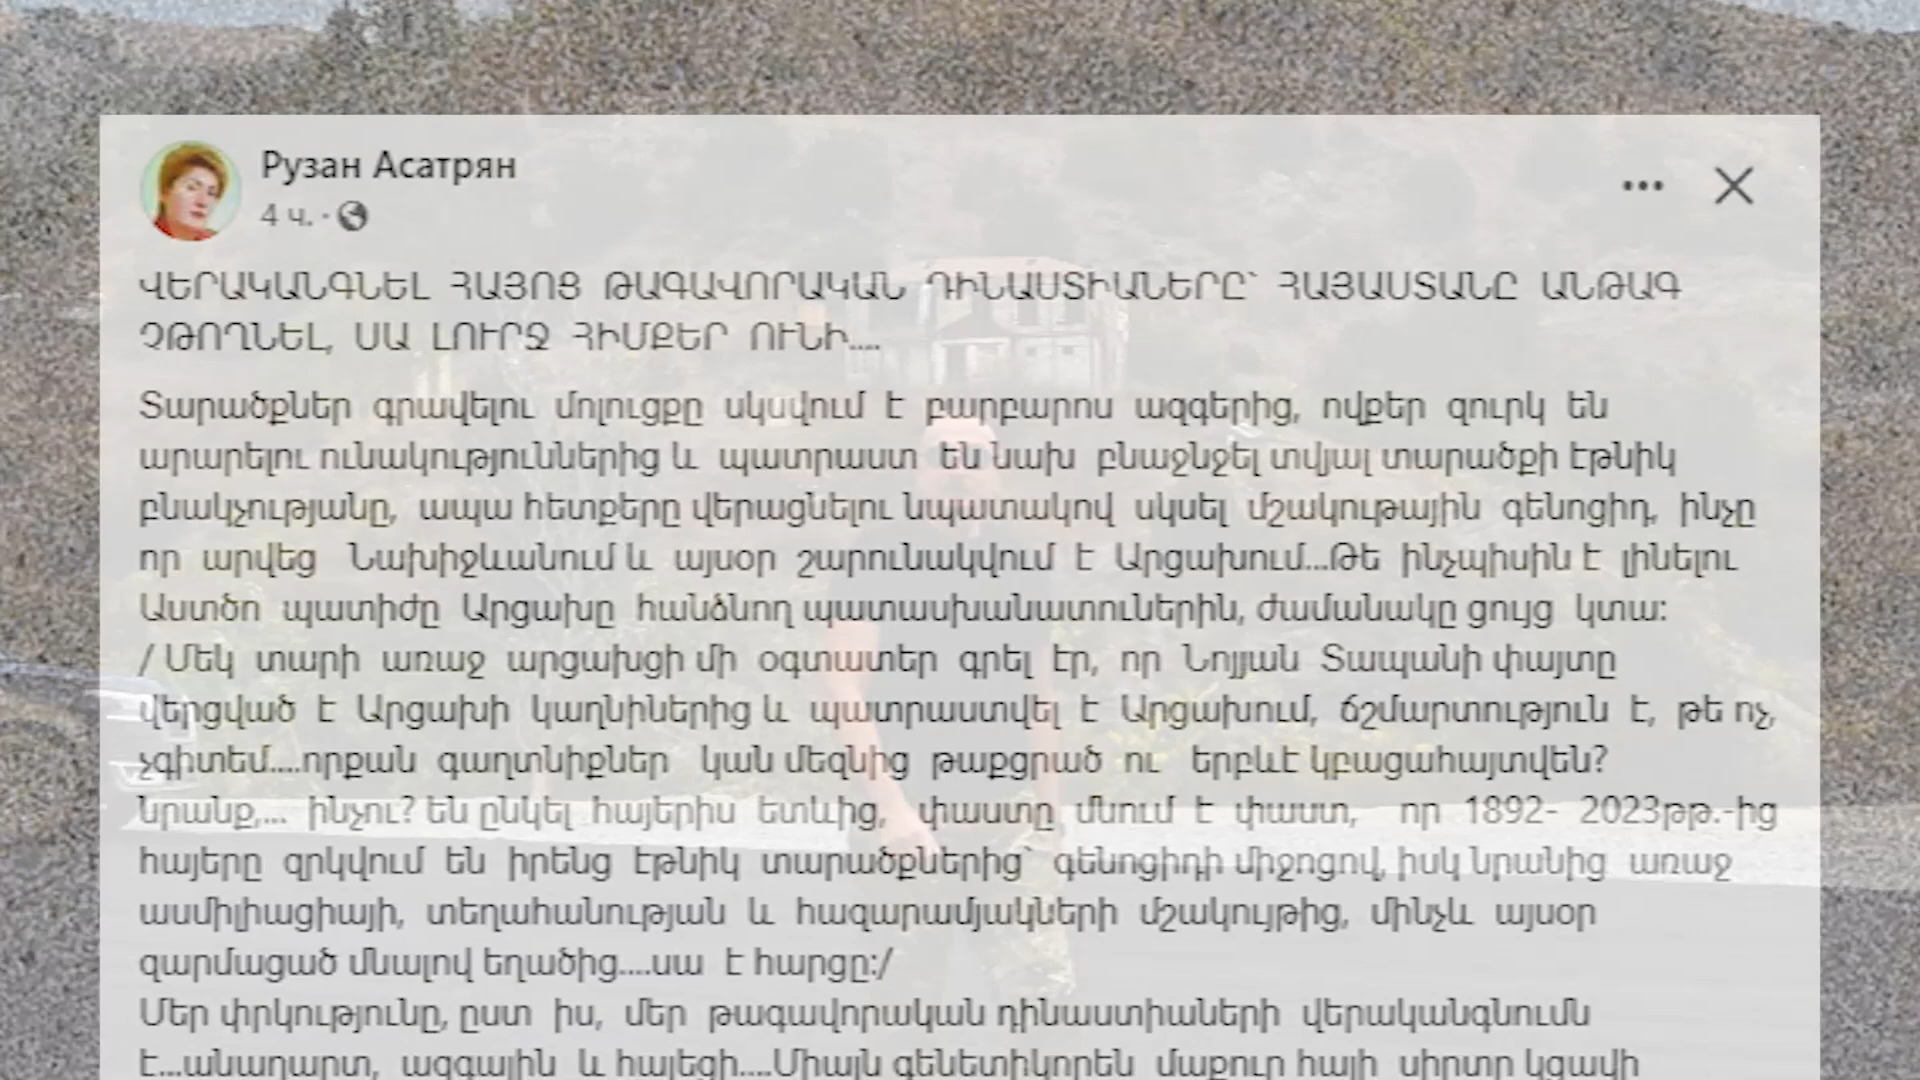 Рузан Асатрян
4 ч. ·
ՎԵՐԱԿԱՆԳՆԵԼ ՀԱՅՈՑ ԹԱԳԱՎՈՐԱԿԱՆ ԴԻՆԱՍՏԻԱՆԵՐԸ՝ ՀԱՅԱՍՏԱՆԸ ԱՆԹԱԳ
ՉԹՈՂՆԵԼ, ՍԱ ԼՈՒՐՋ ՀԻՄՔԵՐ ՈՒՆԻ....
Տարածքներ գրավելու մոլուցքը սկսվում է բարբարոս ազգերից, ովքեր զուրկ են
արարելու ունակություններից և պատրաստ են նախ բնաջնջել տվյալ տարածքի էթնիկ
բնակչությանը, ապա հետքերը վերացնելու նպատակով սկսել մշակութային գենոցիդ, ինչը
որ արվեց Նախիջևանում և այսօր շարունակվում է Արցախում...Թե ինչպիսին է լինելու
Աստծո պատիժը Արցախը հանձնող պատասխանատուներին, ժամանակը ցույց կտա:
/ Մեկ տարի առաջ արցախցի մի օգտատեր գրել էր, որ Նոյյան Տապանի փայտը
վերցված է Արցախի կաղնիներից և պատրաստվել է Արցախում, ճշմարտություն է, թե ոչ,
չգիտեմ....որքան գաղտնիքներ կան մեզնից թաքցրած ու երբևէ կբացահայտվեն?
Նրանք,... ինչու? են ընկել հայերիս ետևից, փաստը մնում է փաստ, որ 1892- 2023թթ.-ից
հայերը զրկվում են իրենց էթնիկ տարածքներից՝ գենոցիդի միջոցով, իսկ նրանից առաջ
ասմիլիացիայի, տեղահանության և հազարամյակների մշակույթից, մինչև այսօր
զարմացած մնալով եղածից....սա է հարցը:/
Մեր փրկությունը, ըստ իս, մեր թագավորական դինաստիաների վերականգնումն
է...անաղարտ, ազգային և հայեցի....Միայն գենետիկորեն մաքուր հայի սիրտը կցավի